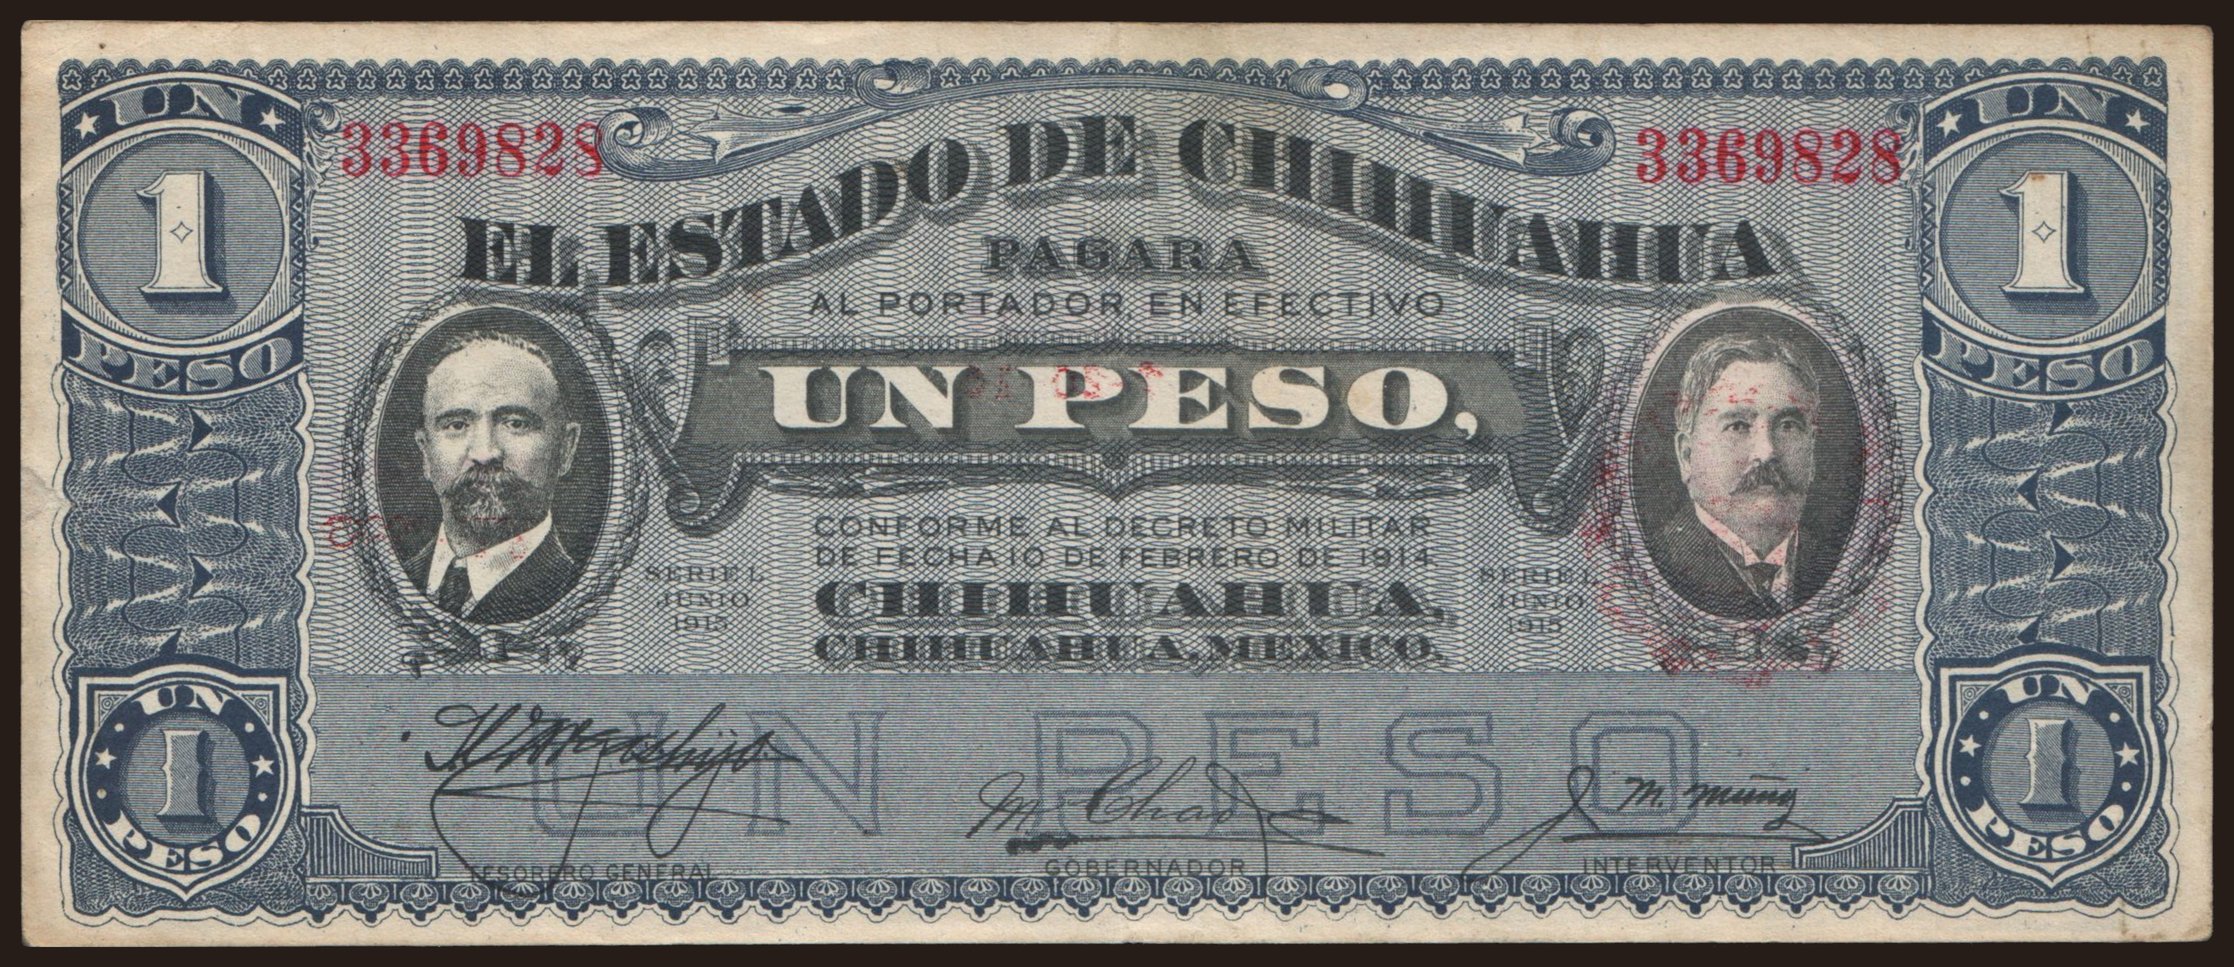 UN
1
PESO
3369828
3369828
UN
1
PESO
EL ESTADO DE CHIHUAHUA
PAGARA
AL PORTADOR EN EFECTIVO
UN PESO,
CONFORME AL DECRETO MILITAR
DE FECHA 10 DE FEBRERO DE 1914
SERIE
JUNIO
1915
SERIE
JUNIO
1915
CHIHUAHUA,
CHIHUAHUA, MEXICO.
UN PESO
UN
1
PESO
UN
1
PESO
TESORERO GENERAL
M Chao
GOBERNADOR
INTERVENTOR